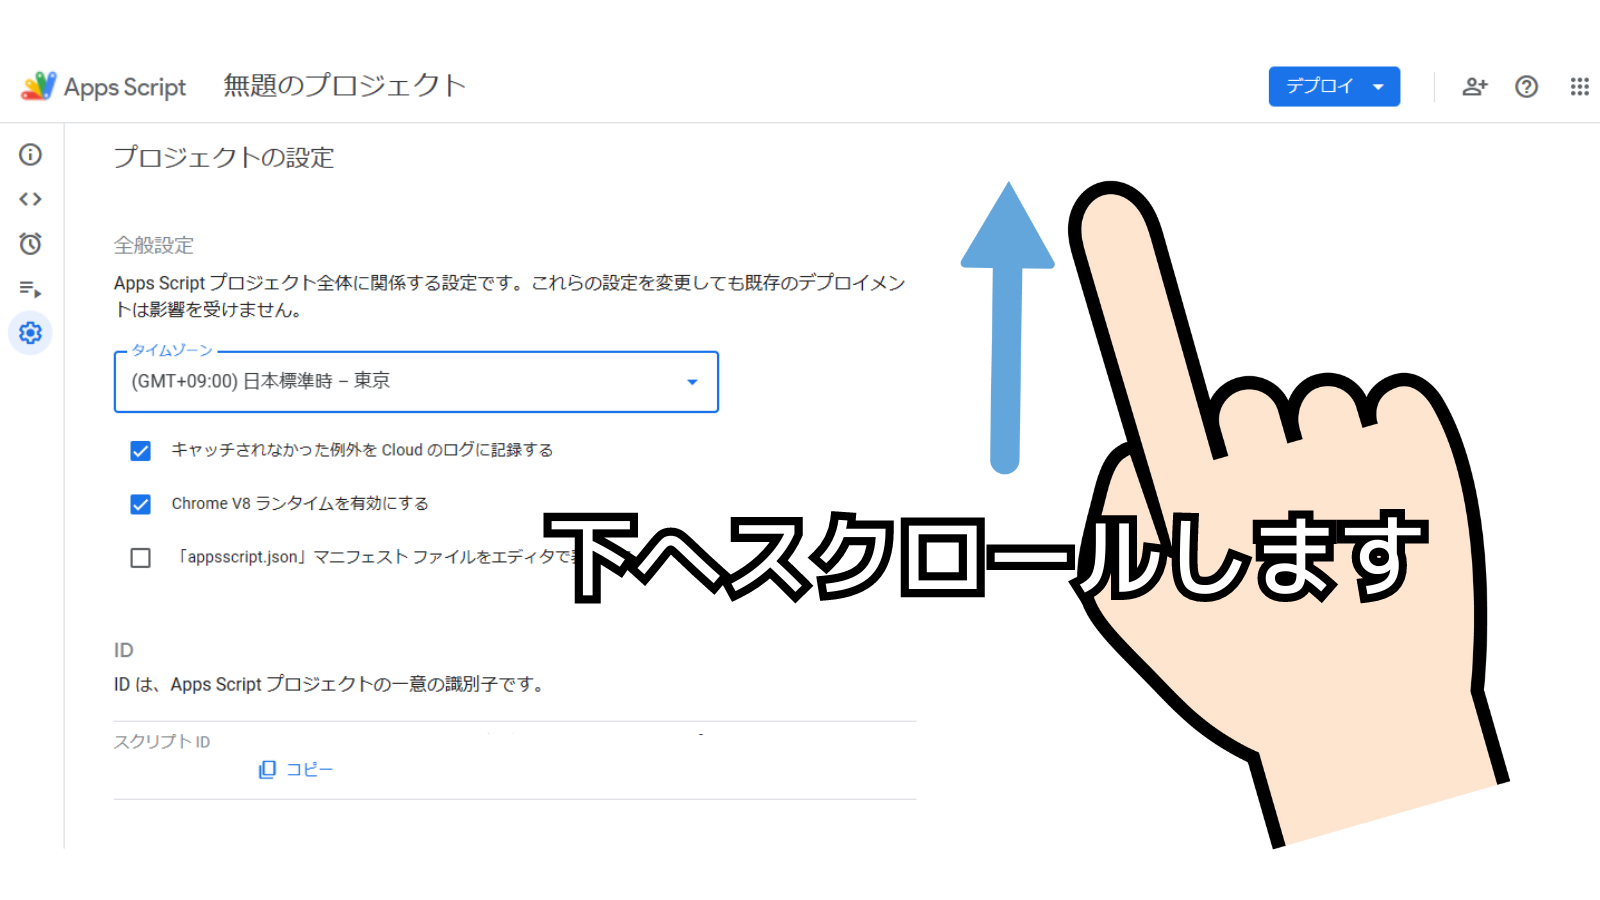 Apps Script 無題のプロジェクト デプロイ
プロジェクトの設定
全般設定
Apps Script プロジェクト全体に関係する設定です。これらの設定を変更しても既存のデプロイメン
トは影響を受けません。
タイムゾーン
(GMT+09:00) 日本標準時 – 東京
キャッチされなかった例外を Cloud のログに記録する
Chrome V8 ランタイムを有効にする
「appsscript.json」マニフェスト ファイルをエディタで
下へスクロールします
ID
ID は、Apps Script プロジェクトの一意の識別子です。
スクリプト ID
コピー